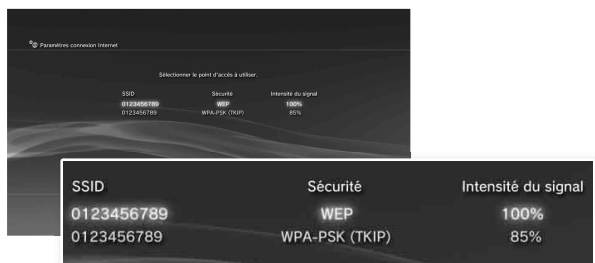 Paramètres connexion Internet
Sélectionner le point d'accès à utiliser.
SSID Sécurité Intensité du signal
0123456789 WEP 100%
0123456789 WPA-PSK (TKIP) 85%
SSID Sécurité Intensité du signal
0123456789 WEP 100%
0123456789 WPA-PSK (TKIP) 85%